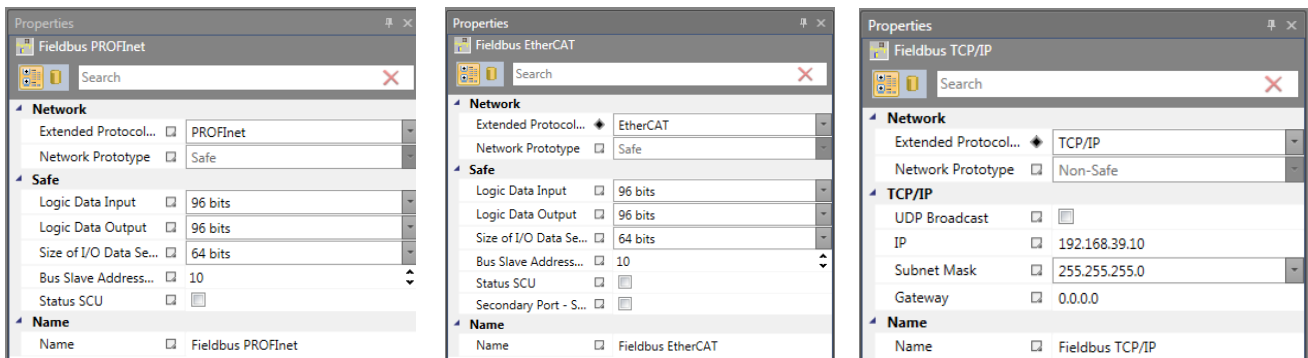 Properties
Fieldbus PROFInet
Search
Network
Extended Protocol... PROFInet
Network Prototype Safe
Safe
Logic Data Input 96 bits
Logic Data Output 96 bits
Size of I/O Data Se... 64 bits
Bus Slave Address... 10
Status SCU
Name
Name Fieldbus PROFInet
Properties
Fieldbus EtherCAT
Search
Network
Extended Protocol... EtherCAT
Network Prototype Safe
Safe
Logic Data Input 96 bits
Logic Data Output 96 bits
Size of I/O Data Se... 64 bits
Bus Slave Address... 10
Status SCU
Secondary Port - S...
Name
Name Fieldbus EtherCAT
Properties
Fieldbus TCP/IP
Search
Network
Extended Protocol... TCP/IP
Network Prototype Non-Safe
TCP/IP
UDP Broadcast
IP 192.168.39.10
Subnet Mask 255.255.255.0
Gateway 0.0.0.0
Name
Name Fieldbus TCP/IP